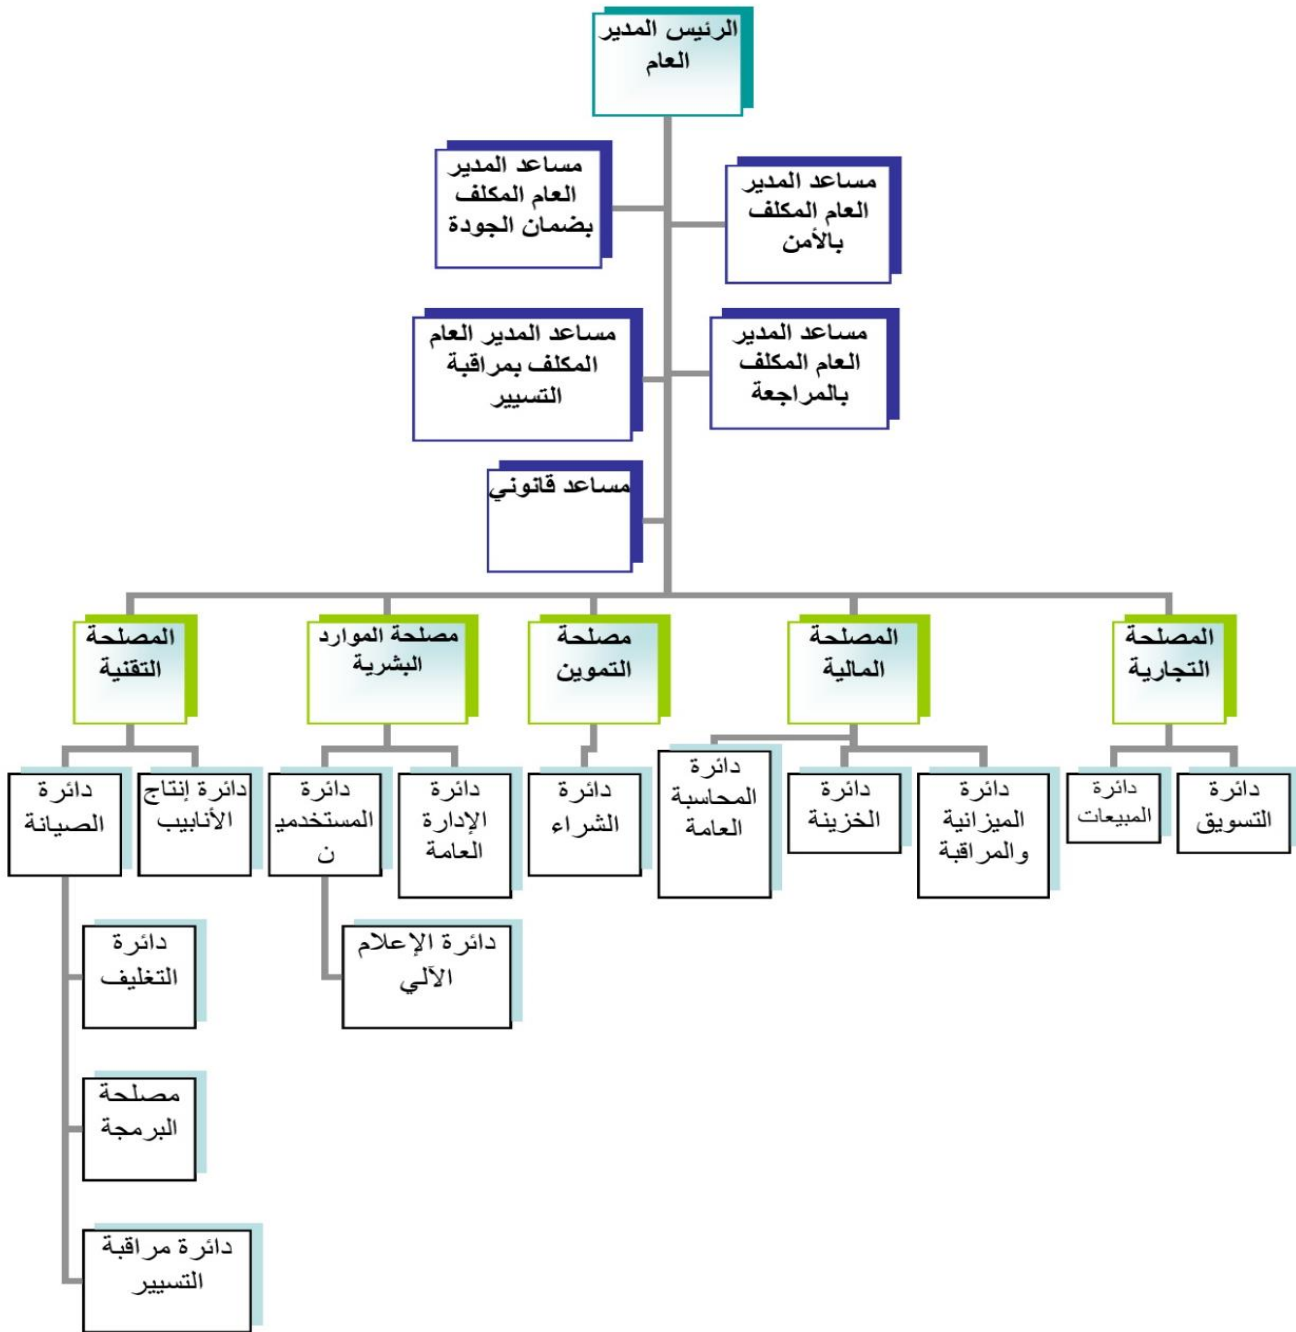 الرئيس المدير
العام
مساعد المدير
العام المكلف
بالأمن
مساعد المدير
العام المكلف
بضمان الجودة
مساعد المدير
العام المكلف
بالمراجعة
مساعد المدير العام
المكلف بمراقبة
التسيير
مساعد قانوني
المصلحة
التجارية
المصلحة
المالية
مصلحة
التموين
مصلحة الموارد
البشرية
المصلحة
التقنية
دائرة
التسويق
دائرة
المبيعات
دائرة
الميزانية
والمراقبة
دائرة
الخزينة
دائرة
المحاسبة
العامة
دائرة
الشراء
دائرة
الإدارة
العامة
دائرة
المستخدمي
ن
دائرة إنتاج
الأنابيب
دائرة
الصيانة
دائرة الإعلام
الآلي
دائرة
التغليف
مصلحة
البرمجة
دائرة مراقبة
التسيير